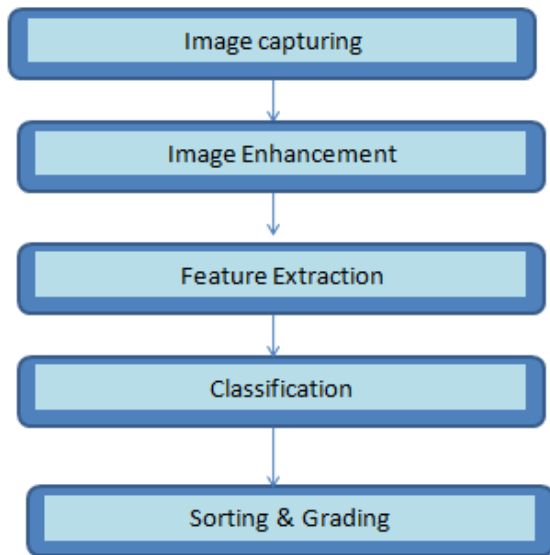 Image capturing
Image Enhancement
Feature Extraction
Classification
Sorting & Grading